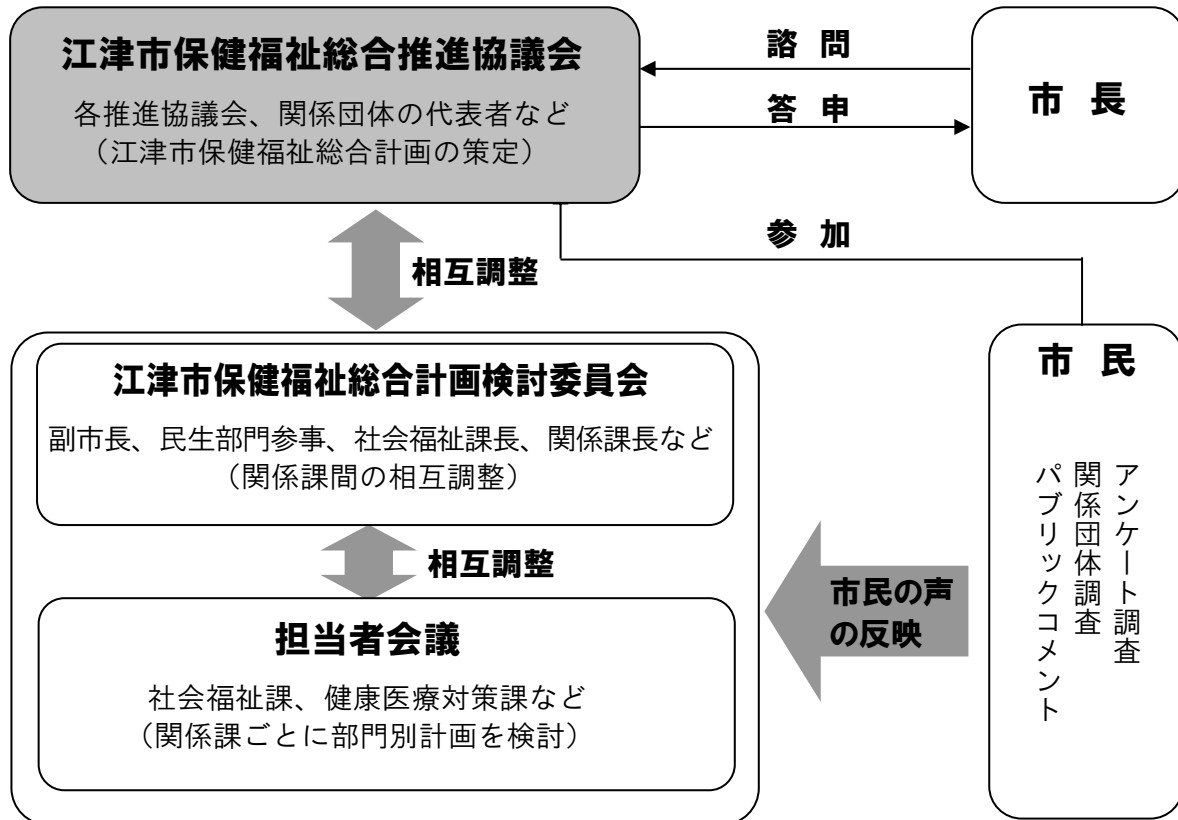 江津市保健福祉総合推進協議会
各推進協議会、関係団体の代表者など
（江津市保健福祉総合計画の策定）
諮 問
答 申
市 長
参 加
相互調整
江津市保健福祉総合計画検討委員会
副市長、民生部門参事、社会福祉課長、関係課長など
（関係課間の相互調整）
相互調整
担当者会議
社会福祉課、健康医療対策課など
（関係課ごとに部門別計画を検討）
市民の声
の反映
市 民
アンケート調査
関係団体調査
パブリックコメント